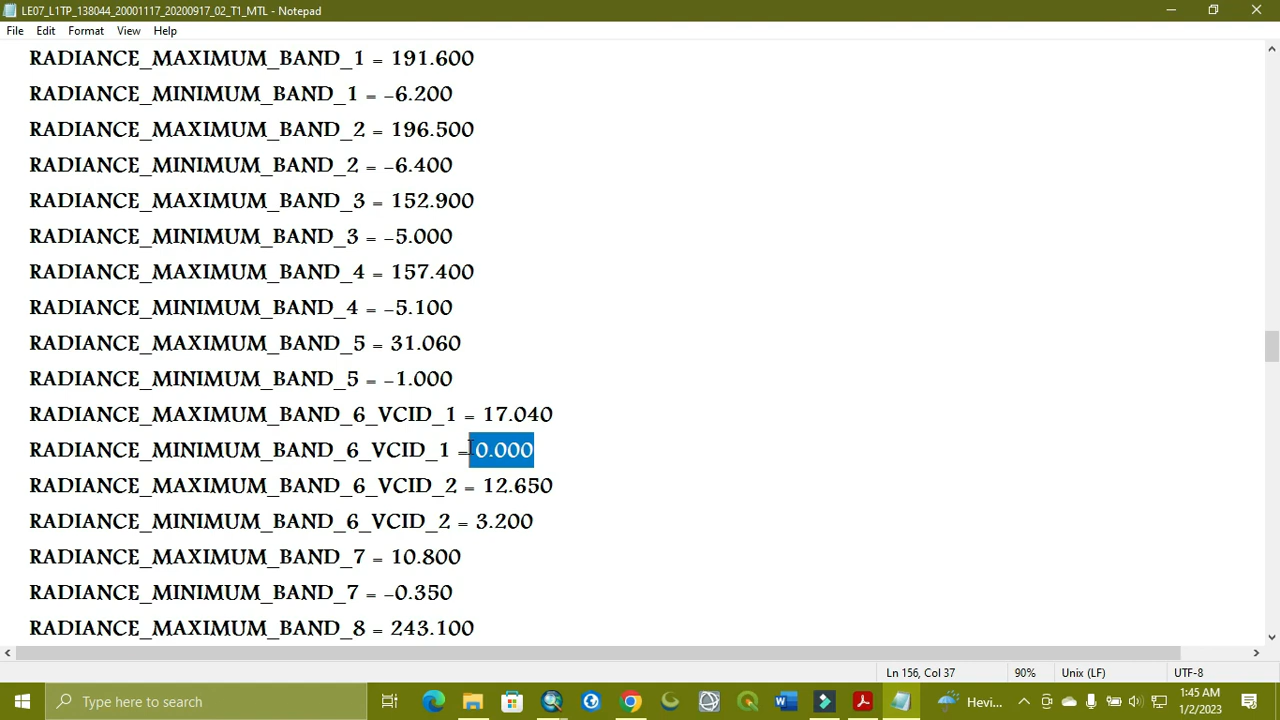 LE07_L1TP_138044_20001117_20200917_02_T1_MTL - Notepad
File Edit Format View Help
RADIANCE_MAXIMUM_BAND_1 = 191.600
RADIANCE_MINIMUM_BAND_1 = -6.200
RADIANCE_MAXIMUM_BAND_2 = 196.500
RADIANCE_MINIMUM_BAND_2 = -6.400
RADIANCE_MAXIMUM_BAND_3 = 152.900
RADIANCE_MINIMUM_BAND_3 = -5.000
RADIANCE_MAXIMUM_BAND_4 = 157.400
RADIANCE_MINIMUM_BAND_4 = -5.100
RADIANCE_MAXIMUM_BAND_5 = 31.060
RADIANCE_MINIMUM_BAND_5 = -1.000
RADIANCE_MAXIMUM_BAND_6_VCID_1 = 17.040
RADIANCE_MINIMUM_BAND_6_VCID_1 = 0.000
RADIANCE_MAXIMUM_BAND_6_VCID_2 = 12.650
RADIANCE_MINIMUM_BAND_6_VCID_2 = 3.200
RADIANCE_MAXIMUM_BAND_7 = 10.800
RADIANCE_MINIMUM_BAND_7 = -0.350
RADIANCE_MAXIMUM_BAND_8 = 243.100
Ln 156, Col 37 90% Unix (LF) UTF-8
Type here to search Hevi... 1:45 AM
1/2/2023